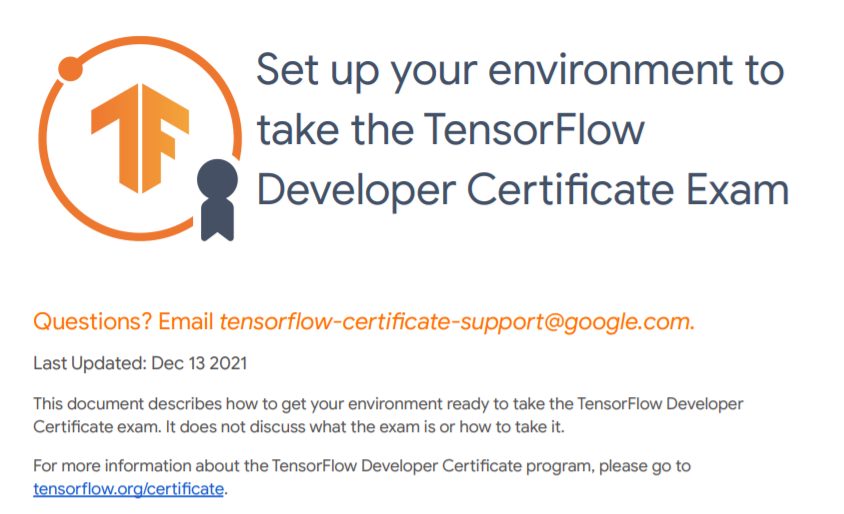 Set up your environment to
take the TensorFlow
Developer Certificate Exam
Questions? Email tensorflow-certificate-support@google.com.
Last Updated: Dec 13 2021
This document describes how to get your environment ready to take the TensorFlow Developer
Certificate exam. It does not discuss what the exam is or how to take it.
For more information about the TensorFlow Developer Certificate program, please go to
tensorflow.org/certificate.